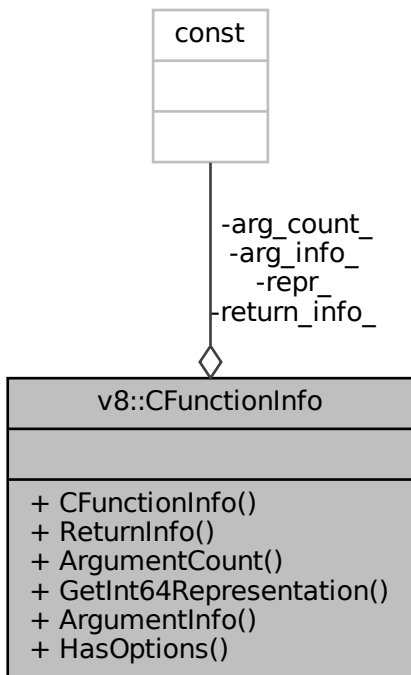 const
-arg_count_
-arg_info_
-repr_
-return_info_
v8::CFunctionInfo
+ CFunctionInfo()
+ ReturnInfo()
+ ArgumentCount()
+ GetInt64Representation()
+ ArgumentInfo()
+ HasOptions()